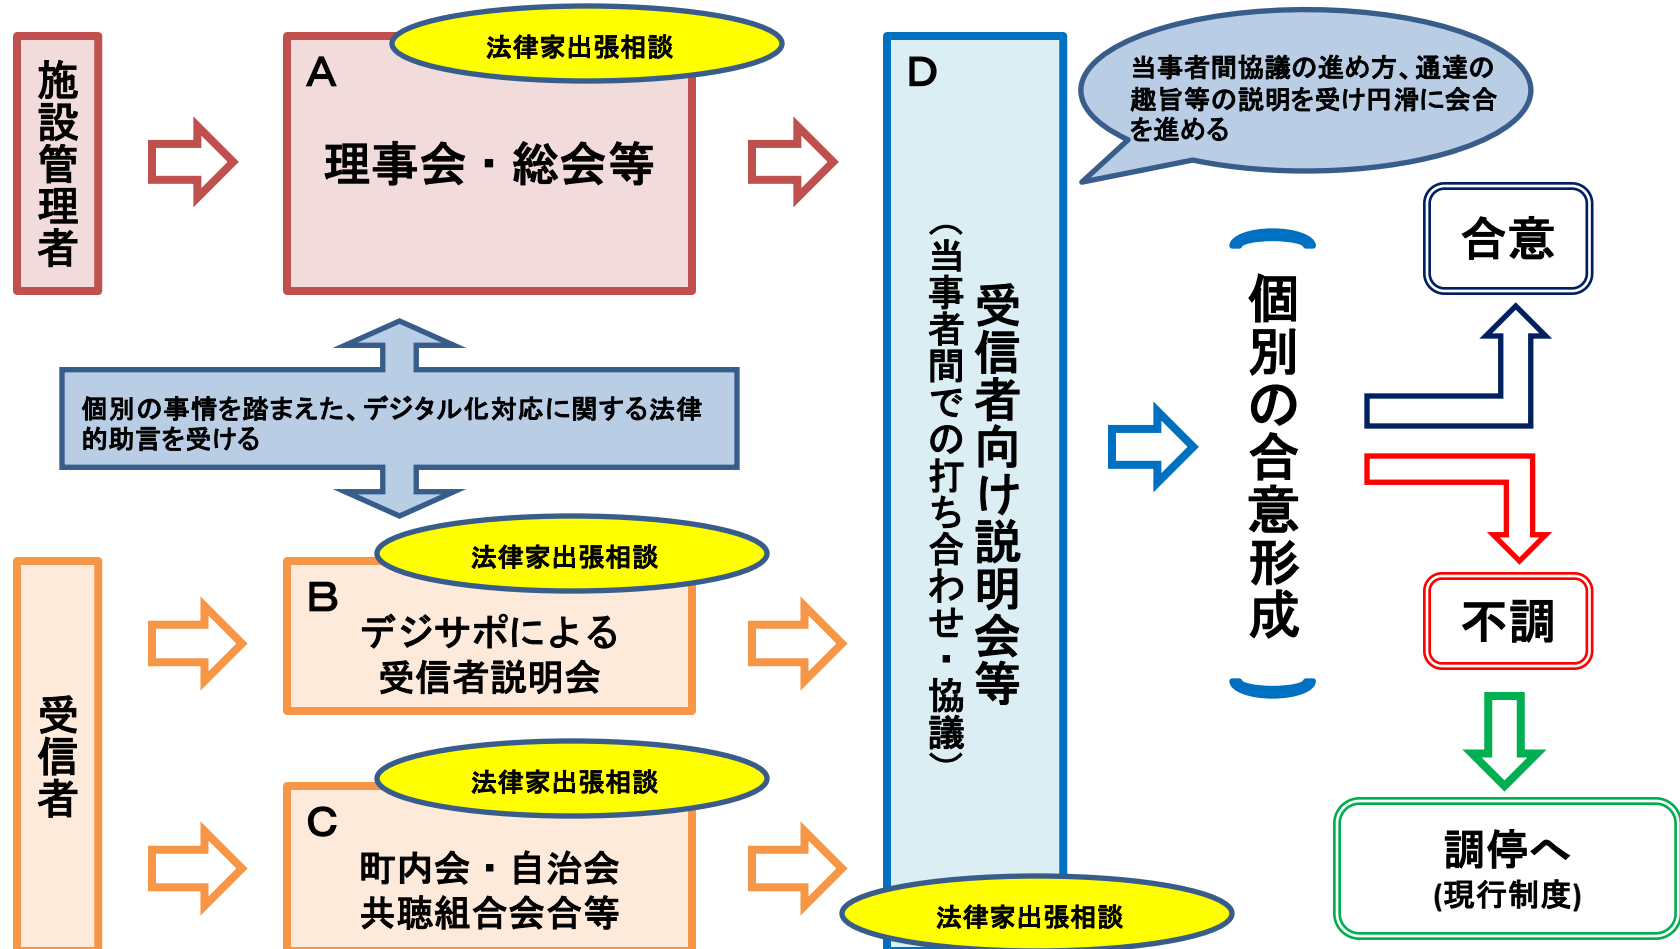 施設管理者
法律家出張相談
A
理事会・総会等
個別の事情を踏まえた、デジタル化対応に関する法律
的助言を受ける
受信者
法律家出張相談
B
デジサポによる
受信者説明会
法律家出張相談
C
町内会・自治会
共聴組合会合等
D
受信者向け説明会等
（当事者間での打ち合わせ・協議）
法律家出張相談
当事者間協議の進め方、通達の
趣旨等の説明を受け円滑に会合
を進める
（個別の合意形成）
合意
不調
調停へ
(現行制度)